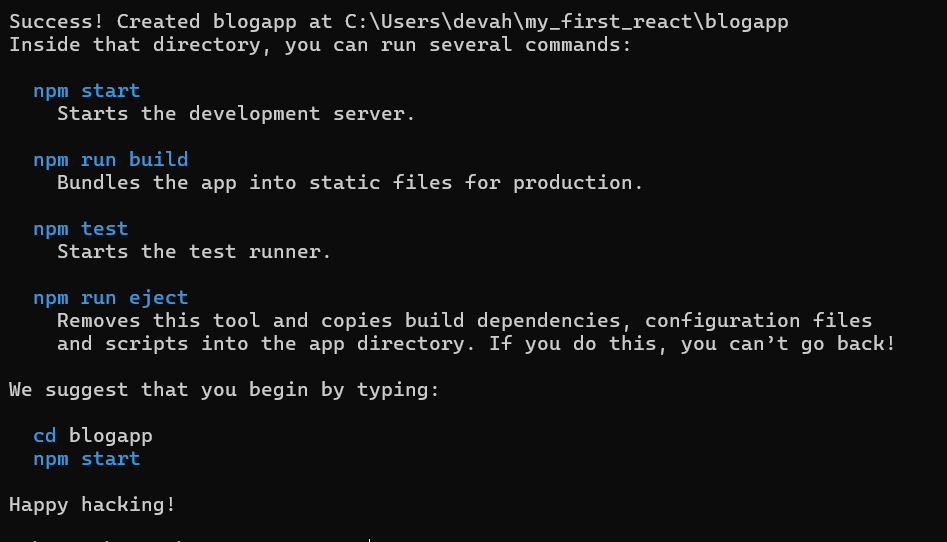 Success! Created blogapp at C:\Users\devah\my_first_react\blogapp
Inside that directory, you can run several commands:
npm start
Starts the development server.
npm run build
Bundles the app into static files for production.
npm test
Starts the test runner.
npm run eject
Removes this tool and copies build dependencies, configuration files
and scripts into the app directory. If you do this, you can’t go back!
We suggest that you begin by typing:
cd blogapp
npm start
Happy hacking!